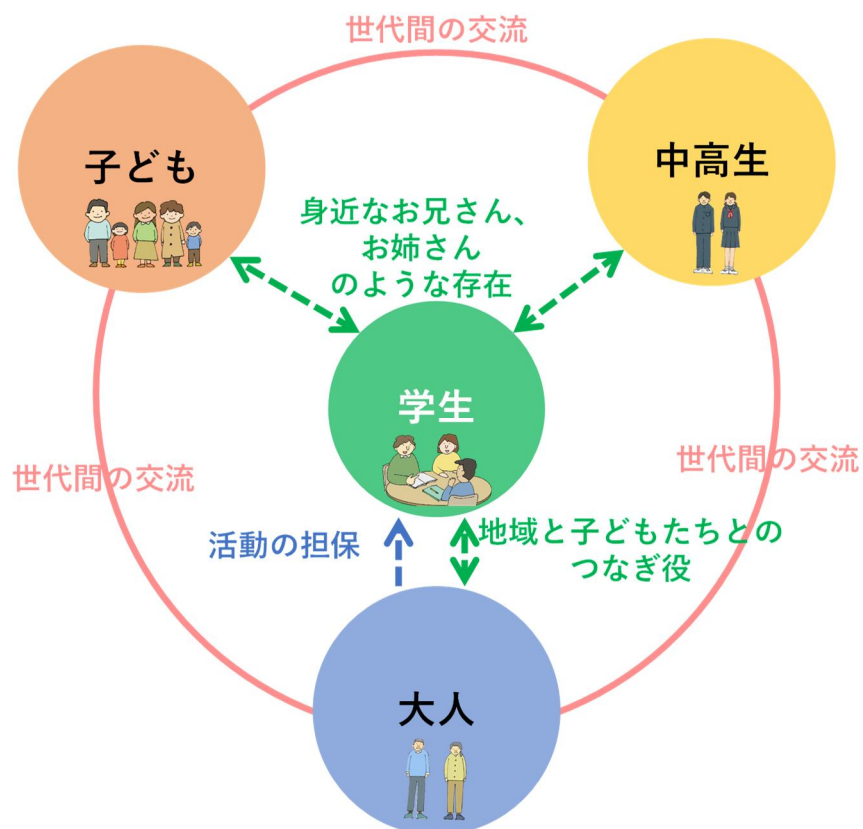 世代間の交流
子ども
中高生
身近なお兄さん、
お姉さん
のような存在
学生
世代間の交流
世代間の交流
活動の担保
地域と子どもたちとの
つなぎ役
大人